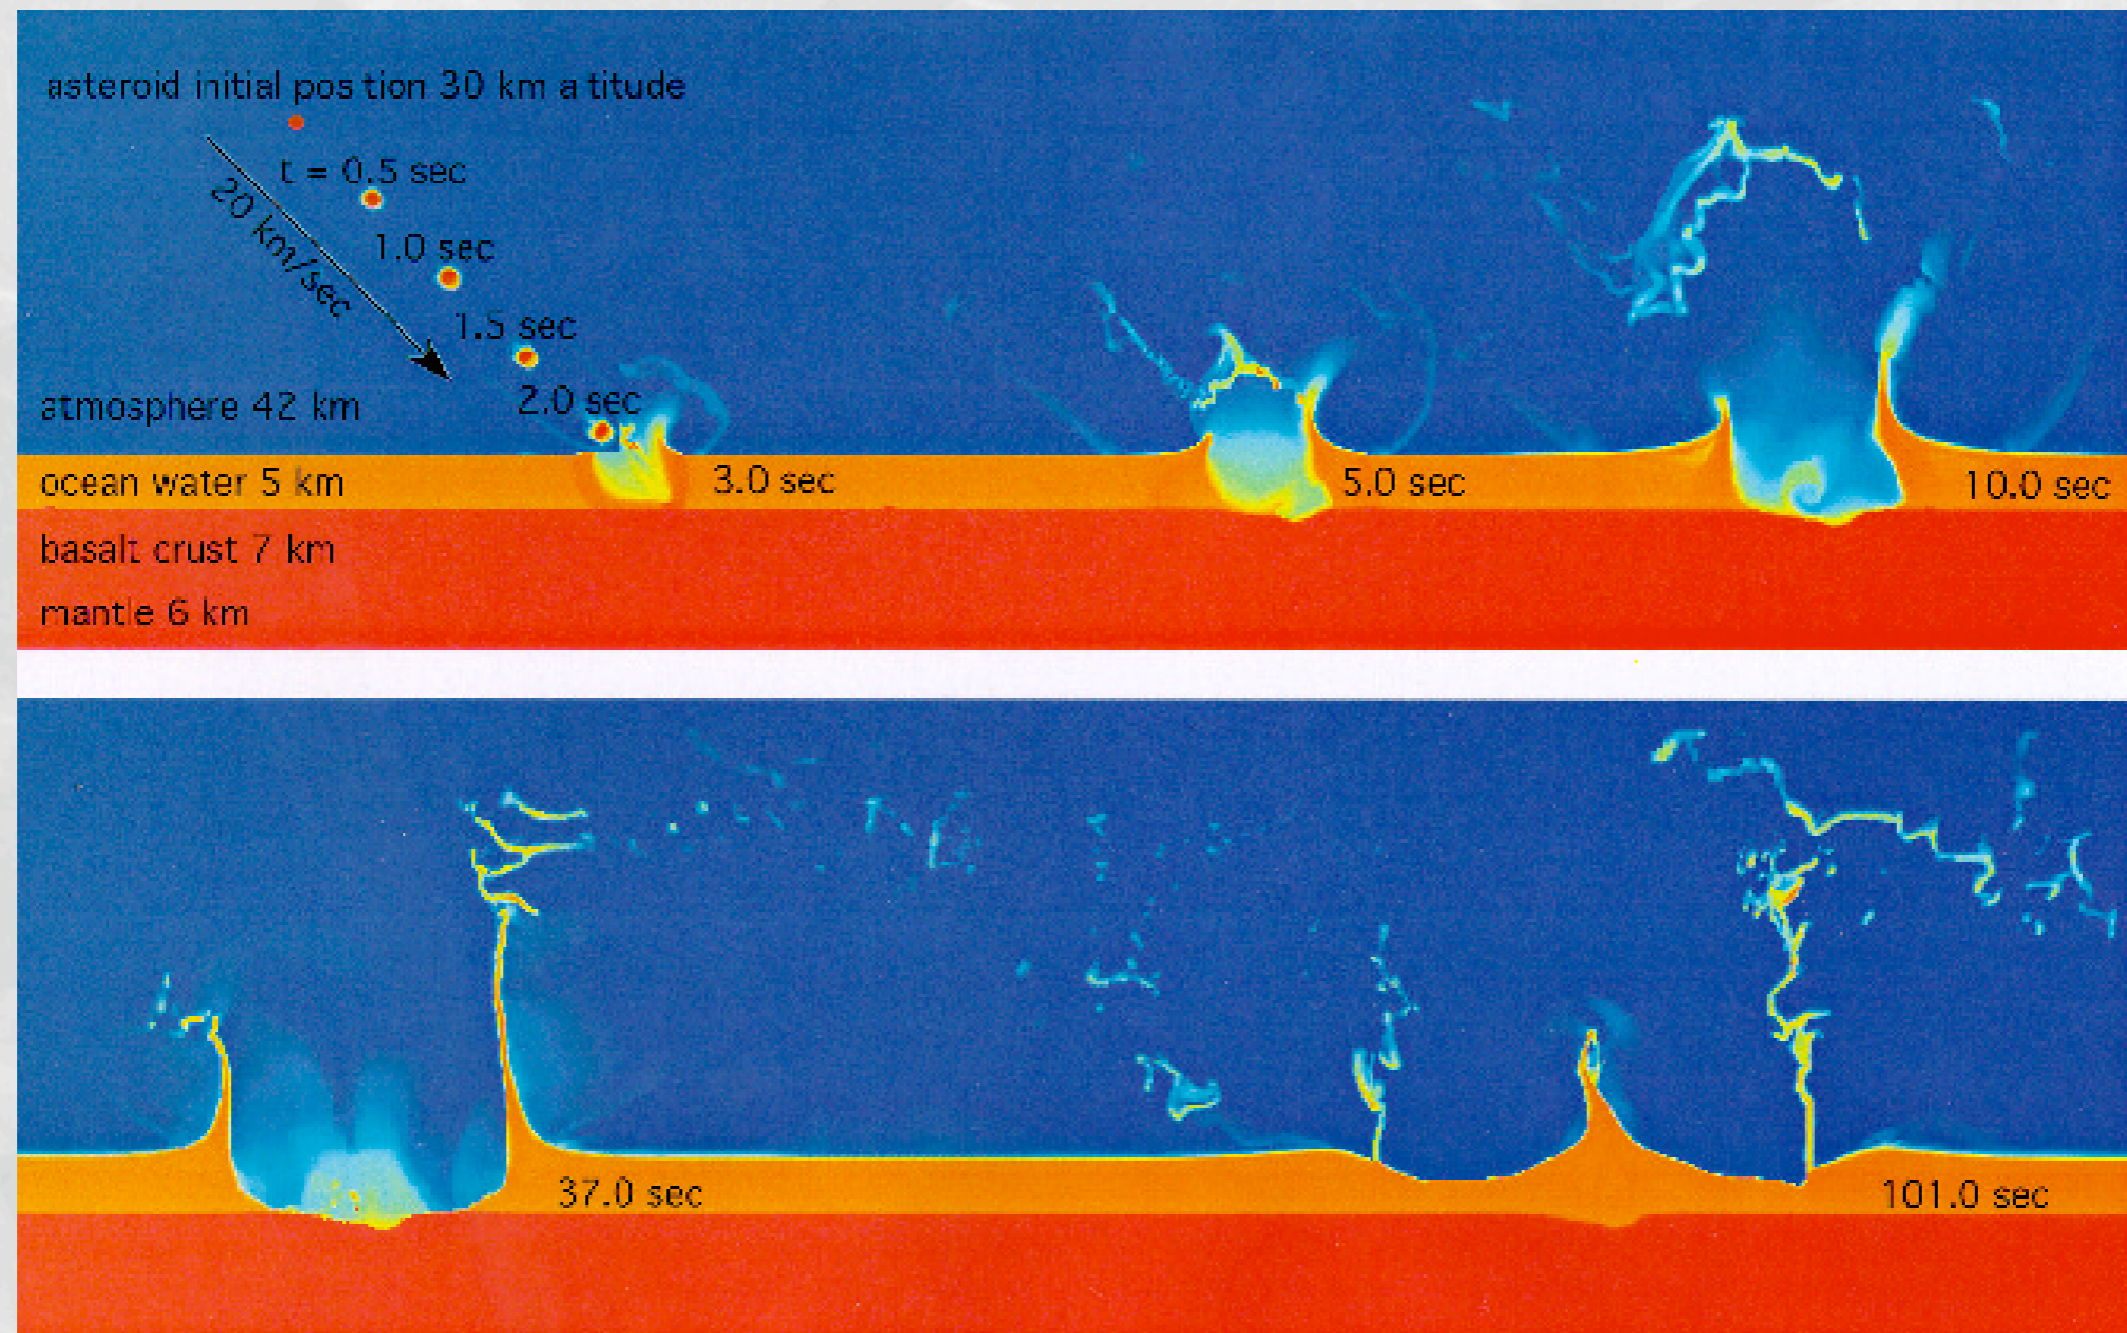 asteroid initial pos tion 30 km a titude
t = 0.5 sec
20 km/sec
1.0 sec
1.5 sec
2.0 sec
atmosphere 42 km
ocean water 5 km
3.0 sec
5.0 sec
10.0 sec
basalt crust 7 km
mantle 6 km
37.0 sec
101.0 sec